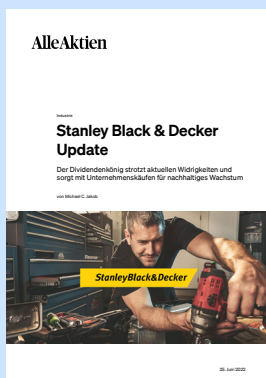 AlleAktien
Industrie
Stanley Black & Decker
Update
Der Dividendenkönig strotzt aktuellen Widrigkeiten und
sorgt mit Unternehmenskäufen für nachhaltiges Wachstum
von Michael C. Jakob
StanleyBlack&Decker
25. Juni 2022